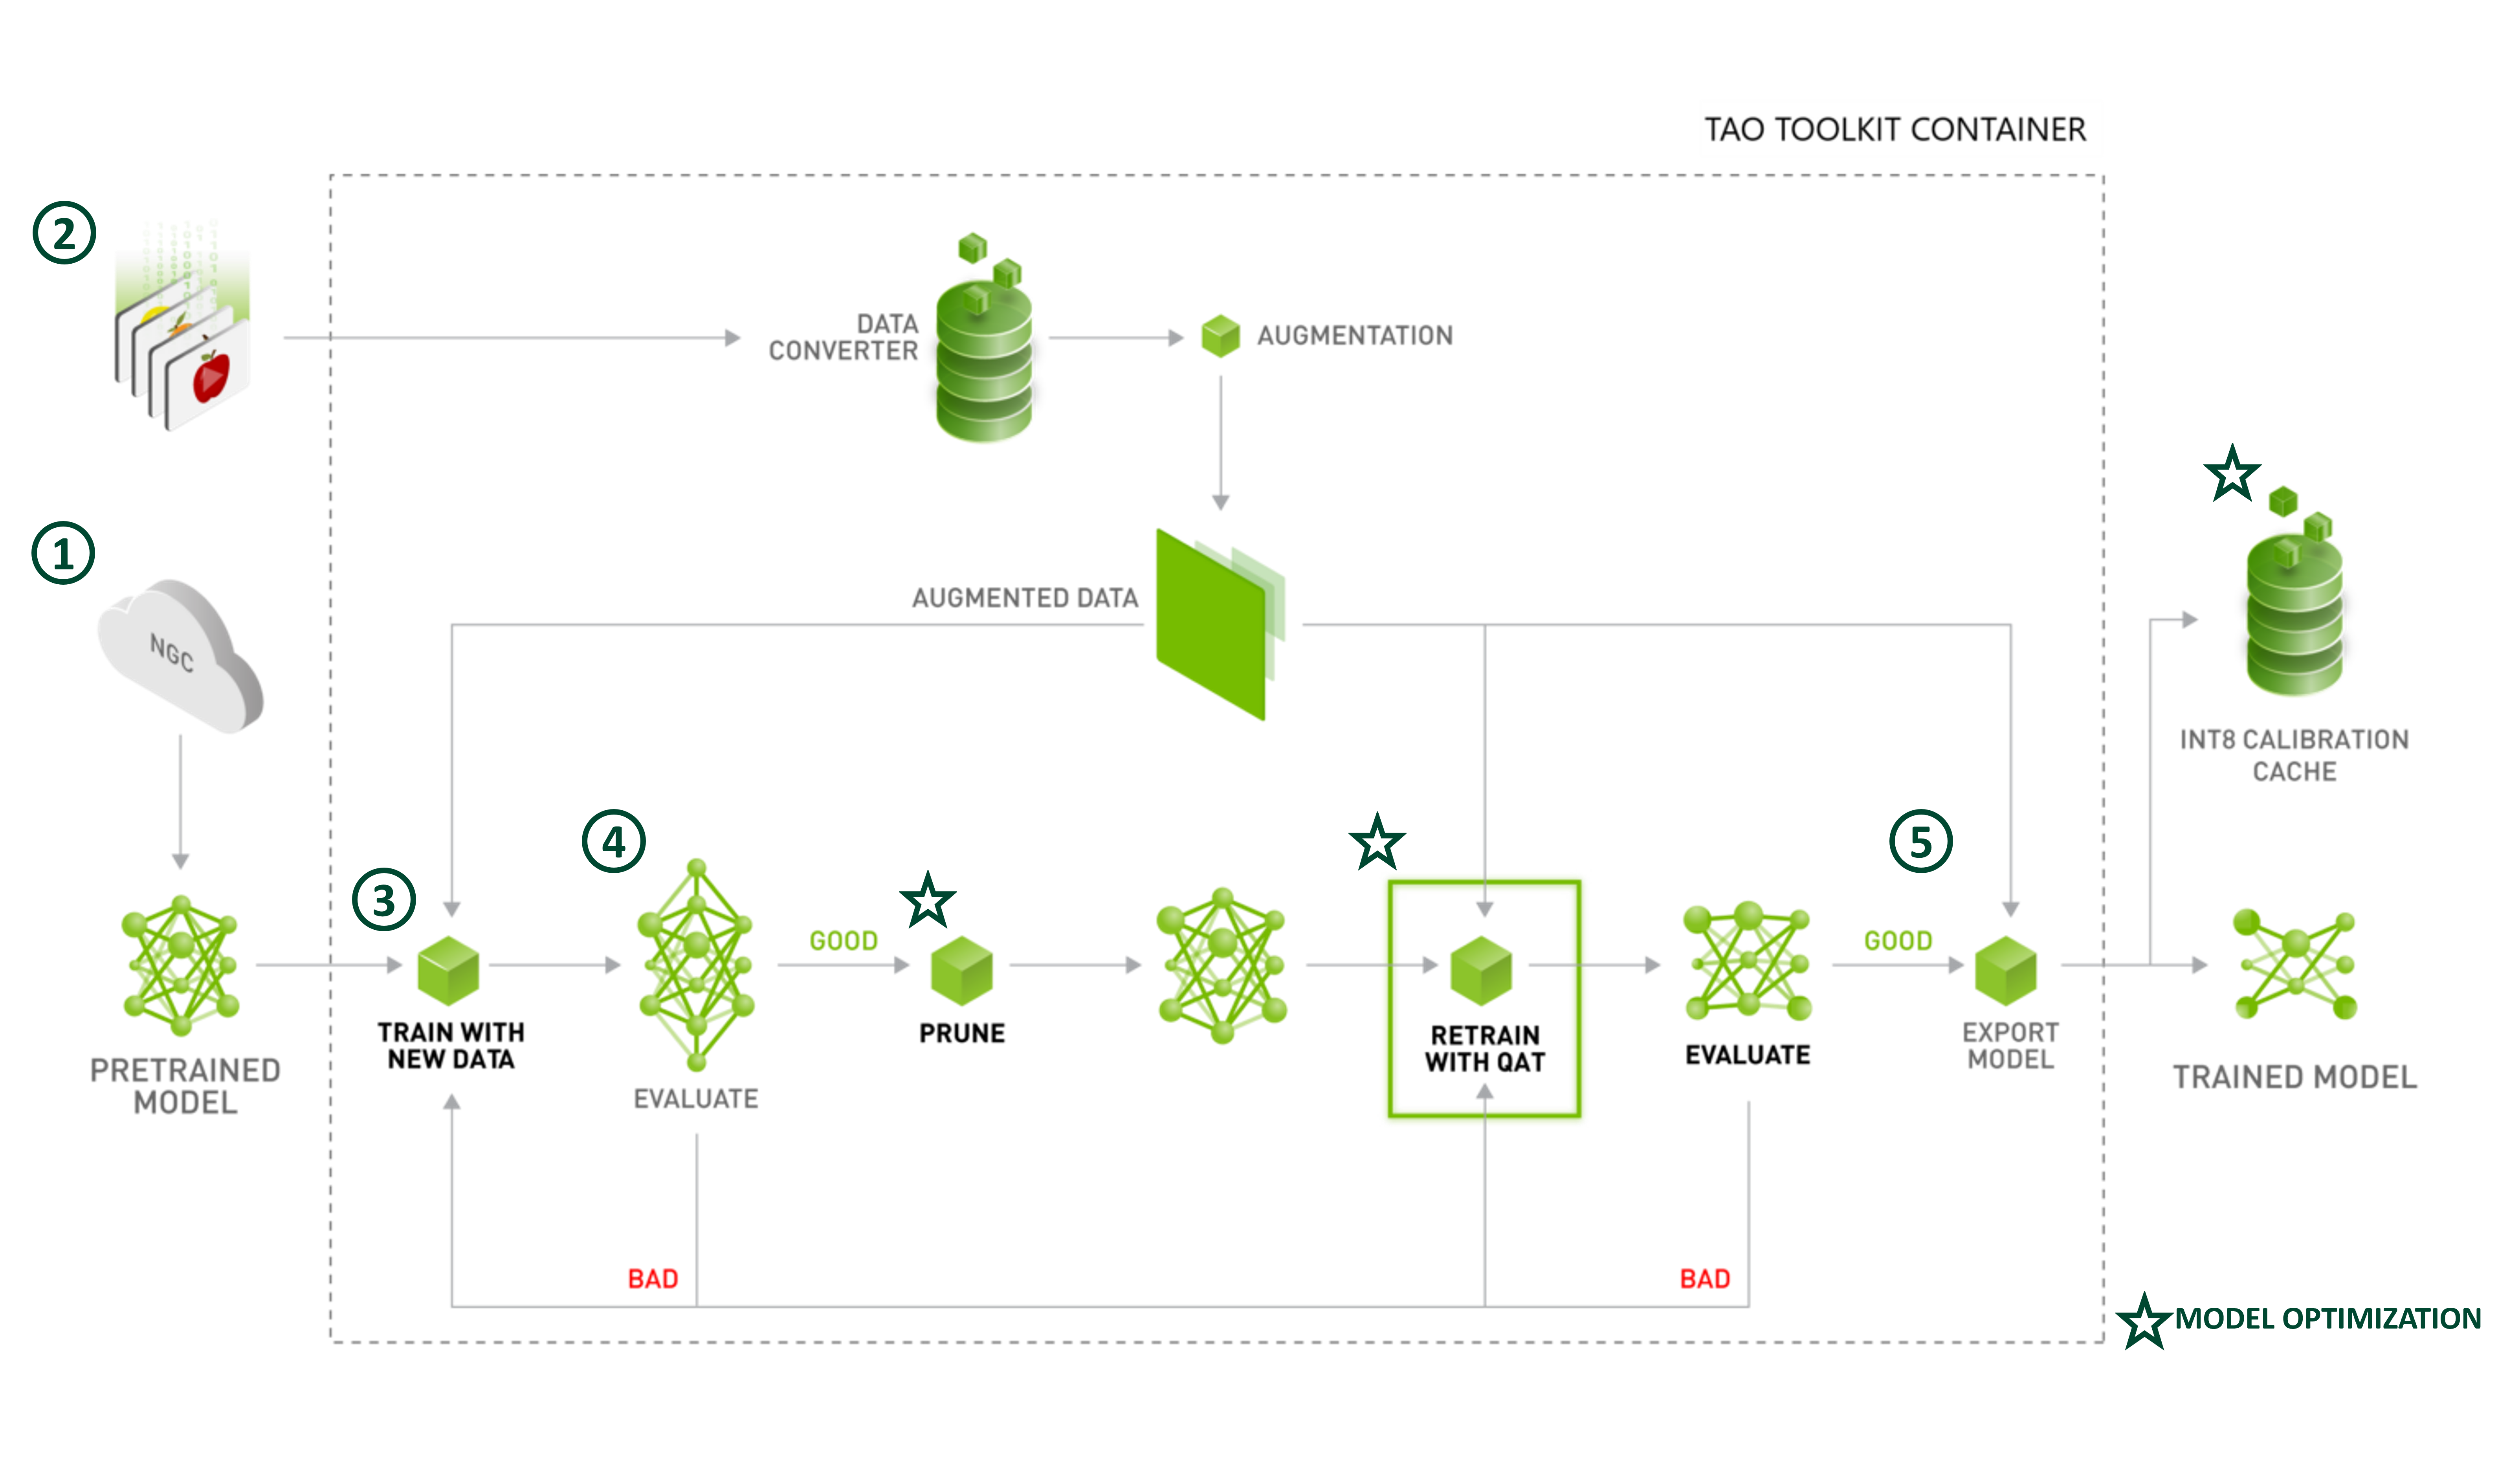 TAO TOOLKIT CONTAINER
2
DATA
CONVERTER
AUGMENTATION
1
NGC
AUGMENTED DATA
INT8 CALIBRATION
CACHE
3
4
5
GOOD
GOOD
TRAIN WITH
NEW DATA
PRUNE
RETRAIN
WITH QAT
EVALUATE
EXPORT
MODEL
PRETRAINED
MODEL
EVALUATE
TRAINED MODEL
BAD
BAD
MODEL OPTIMIZATION